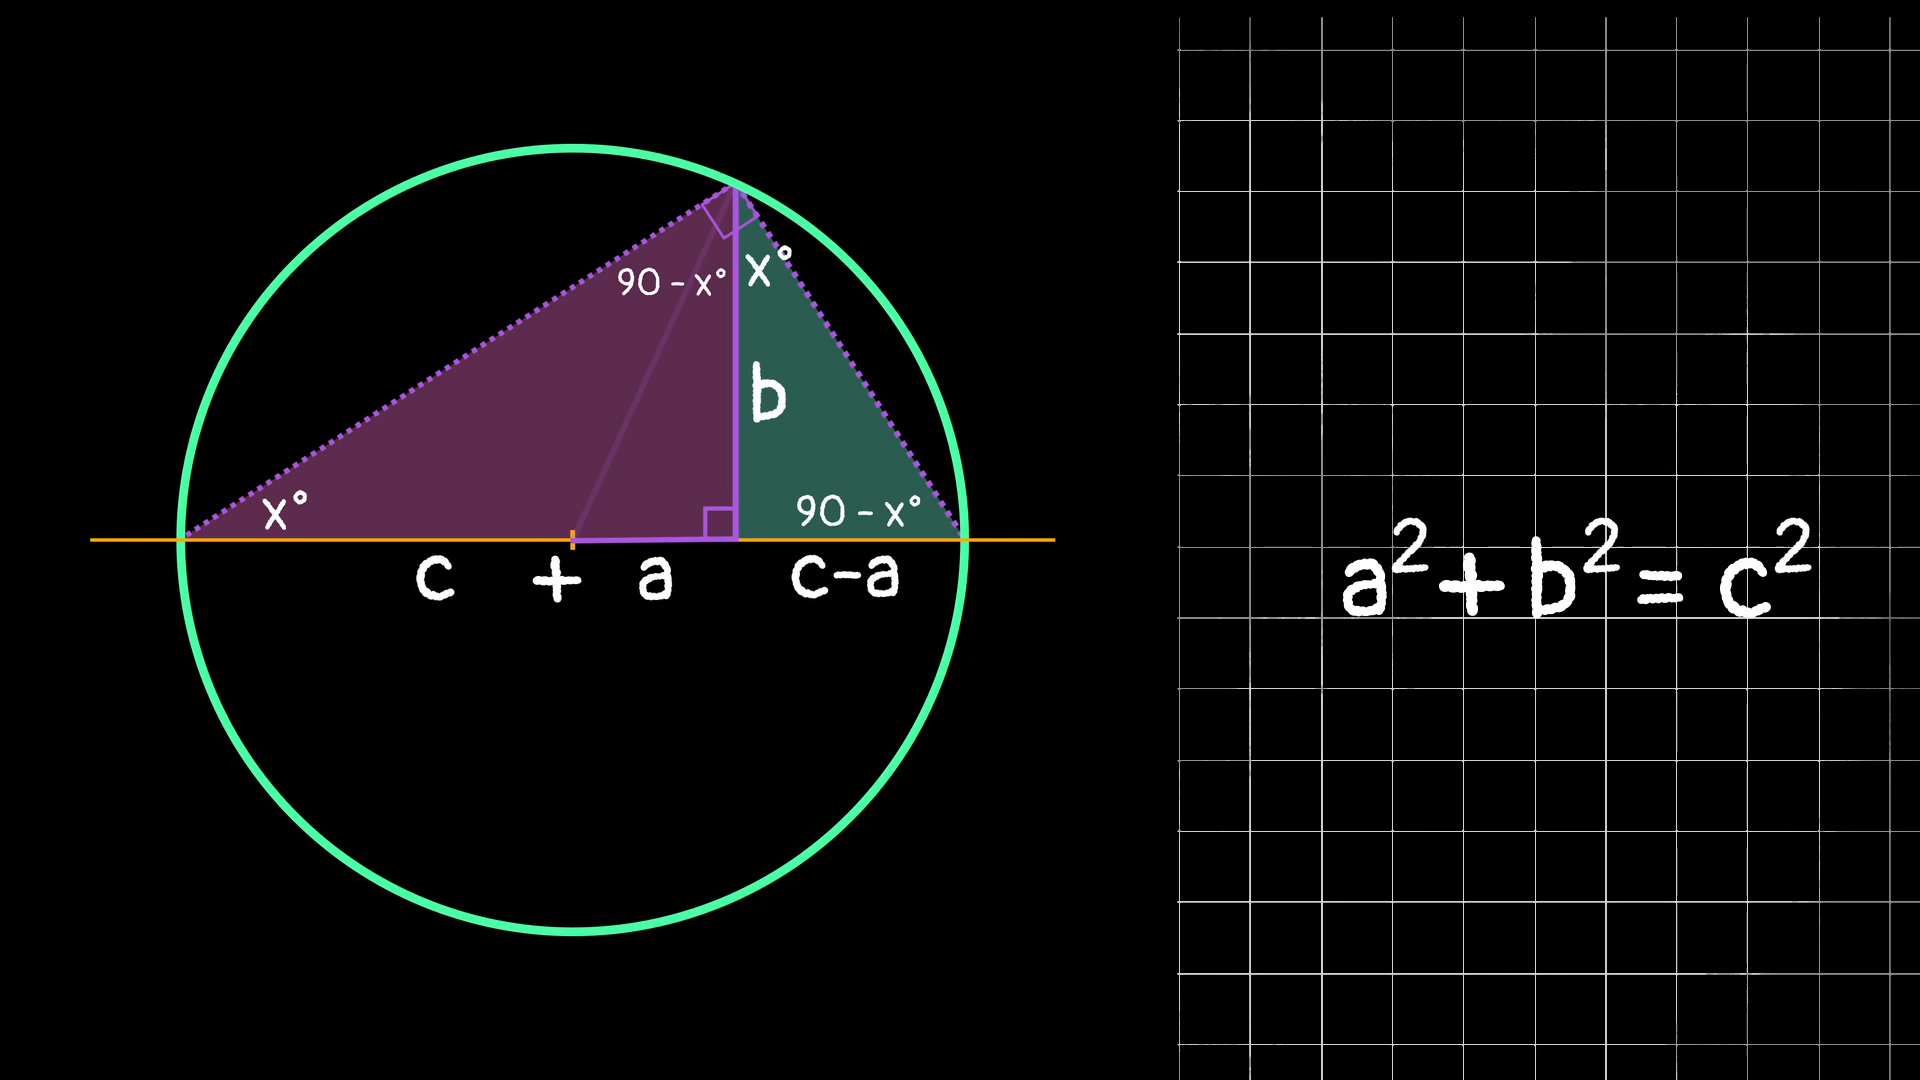 90 - x°
x°
b
x°
90 - x°
c + a
c-a
a²+b²= c²